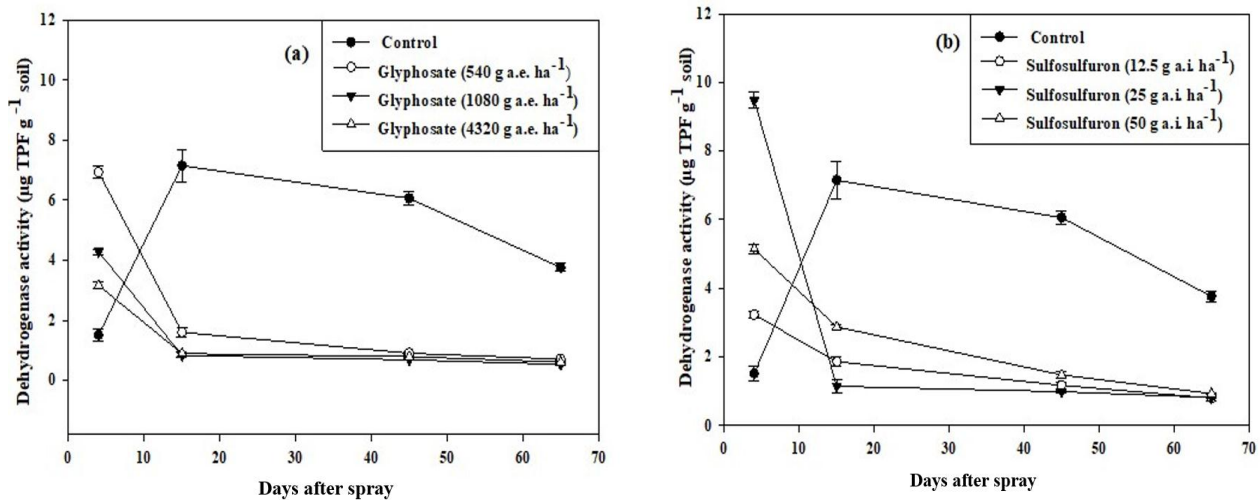 (a)
Control
Glyphosate (540 g a.e. ha⁻¹)
Glyphosate (1080 g a.e. ha⁻¹)
Glyphosate (4320 g a.e. ha⁻¹)
Dehydrogenase activity (µg TPF g⁻¹ soil)
12
10
8
6
4
2
0
0 10 20 30 40 50 60 70
Days after spray
(b)
Control
Sulfosulfuron (12.5 g a.i. ha⁻¹)
Sulfosulfuron (25 g a.i. ha⁻¹)
Sulfosulfuron (50 g a.i. ha⁻¹)
Dehydrogenase activity (µg TPF g⁻¹ soil)
12
10
8
6
4
2
0
0 10 20 30 40 50 60 70
Days after spray